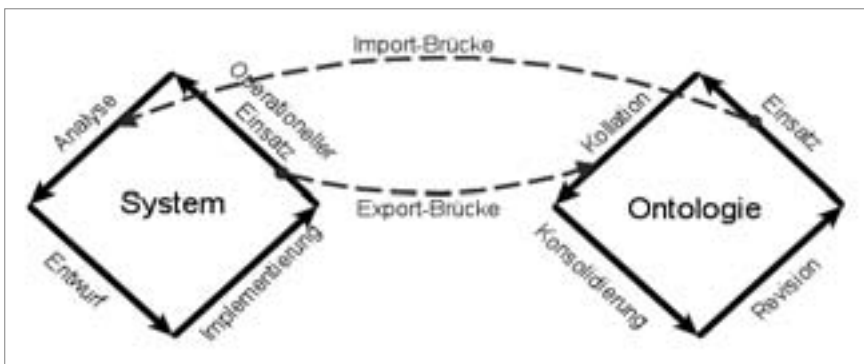 Import-Brücke
Analyse
Operationeller
Einsatz
System
Entwurf
Implementierung
Export-Brücke
Kollation
Einsatz
Ontologie
Konsolidierung
Revision